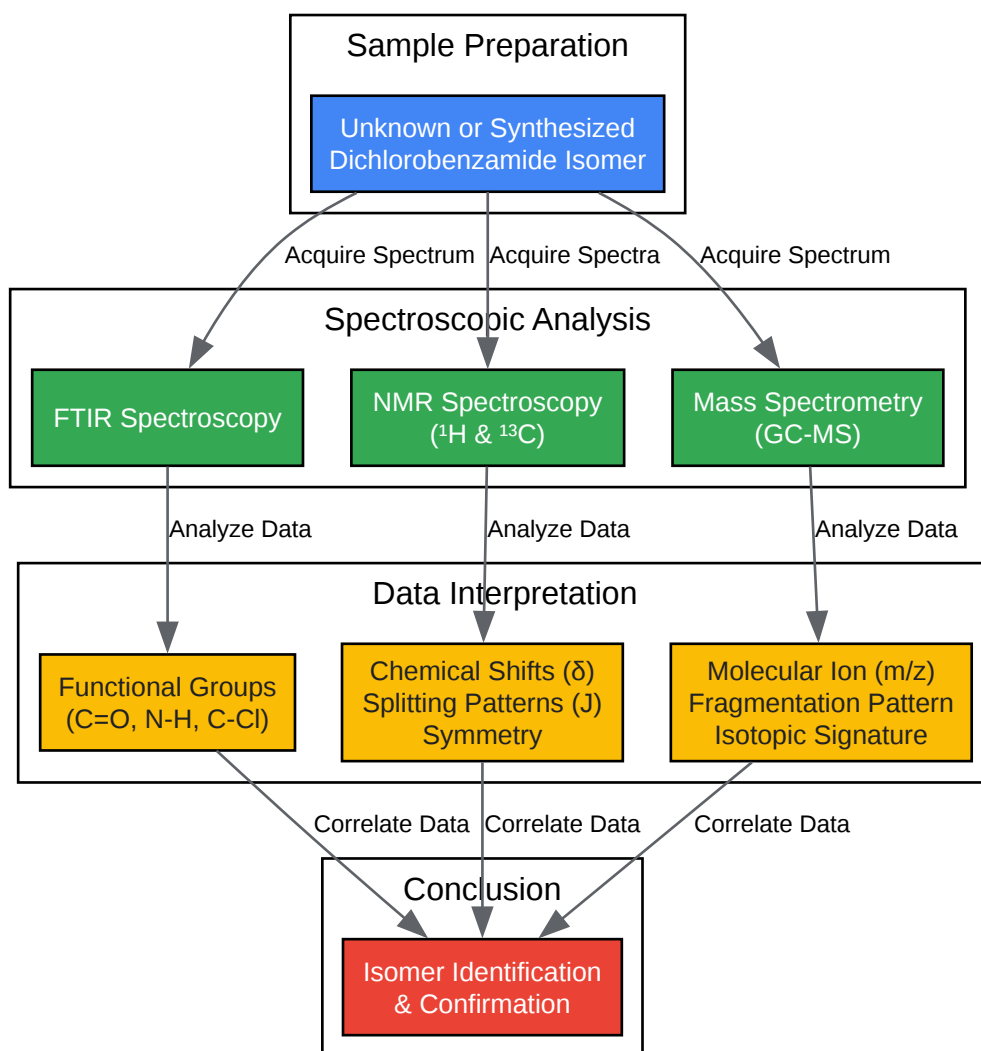 Sample Preparation
Unknown or Synthesized
Dichlorobenzamide Isomer
Acquire Spectrum
Acquire Spectra
Acquire Spectrum
Spectroscopic Analysis
FTIR Spectroscopy
NMR Spectroscopy
(¹H & ¹³C)
Mass Spectrometry
(GC-MS)
Analyze Data
Analyze Data
Analyze Data
Data Interpretation
Functional Groups
(C=O, N-H, C-Cl)
Chemical Shifts (δ)
Splitting Patterns (J)
Symmetry
Molecular Ion (m/z)
Fragmentation Pattern
Isotopic Signature
Correlate Data
Correlate Data
Correlate Data
Conclusion
Isomer Identification
& Confirmation